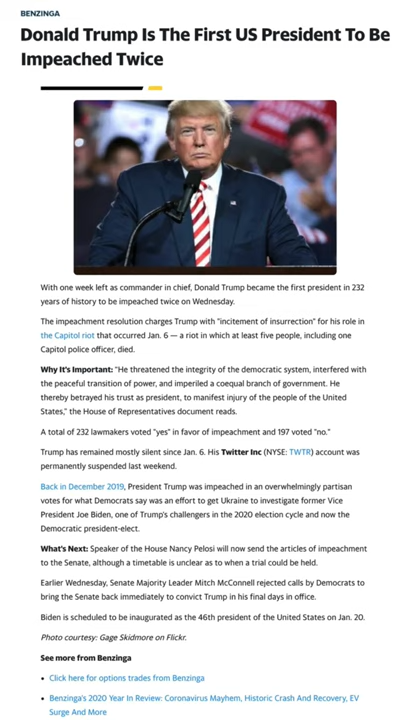 BENZINGA
Donald Trump Is The First US President To Be
Impeached Twice
With one week left as commander in chief, Donald Trump became the first president in 232
years of history to be impeached twice on Wednesday.
The impeachment resolution charges Trump with "incitement of insurrection" for his role in
the Capitol riot that occurred Jan. 6 — a riot in which at least five people, including one
Capitol police officer, died.
Why It's Important: "He threatened the integrity of the democratic system, interfered with
the peaceful transition of power, and imperiled a coequal branch of government. He
thereby betrayed his trust as president, to manifest injury of the people of the United
States," the House of Representatives document reads.
A total of 232 lawmakers voted "yes" in favor of impeachment and 197 voted "no."
Trump has remained mostly silent since Jan. 6. His Twitter Inc (NYSE: TWTR) account was
permanently suspended last weekend.
Back in December 2019, President Trump was impeached in an overwhelmingly partisan
votes for what Democrats say was an effort to get Ukraine to investigate former Vice
President Joe Biden, one of Trump's challengers in the 2020 election cycle and now the
Democratic president-elect.
What's Next: Speaker of the House Nancy Pelosi will now send the articles of impeachment
to the Senate, although a timetable is unclear as to when a trial could be held.
Earlier Wednesday, Senate Majority Leader Mitch McConnell rejected calls by Democrats to
bring the Senate back immediately to convict Trump in his final days in office.
Biden is scheduled to be inaugurated as the 46th president of the United States on Jan. 20.
Photo courtesy: Gage Skidmore on Flickr.
See more from Benzinga
• Click here for options trades from Benzinga
• Benzinga's 2020 Year In Review: Coronavirus Mayhem, Historic Crash And Recovery, EV
Surge And More